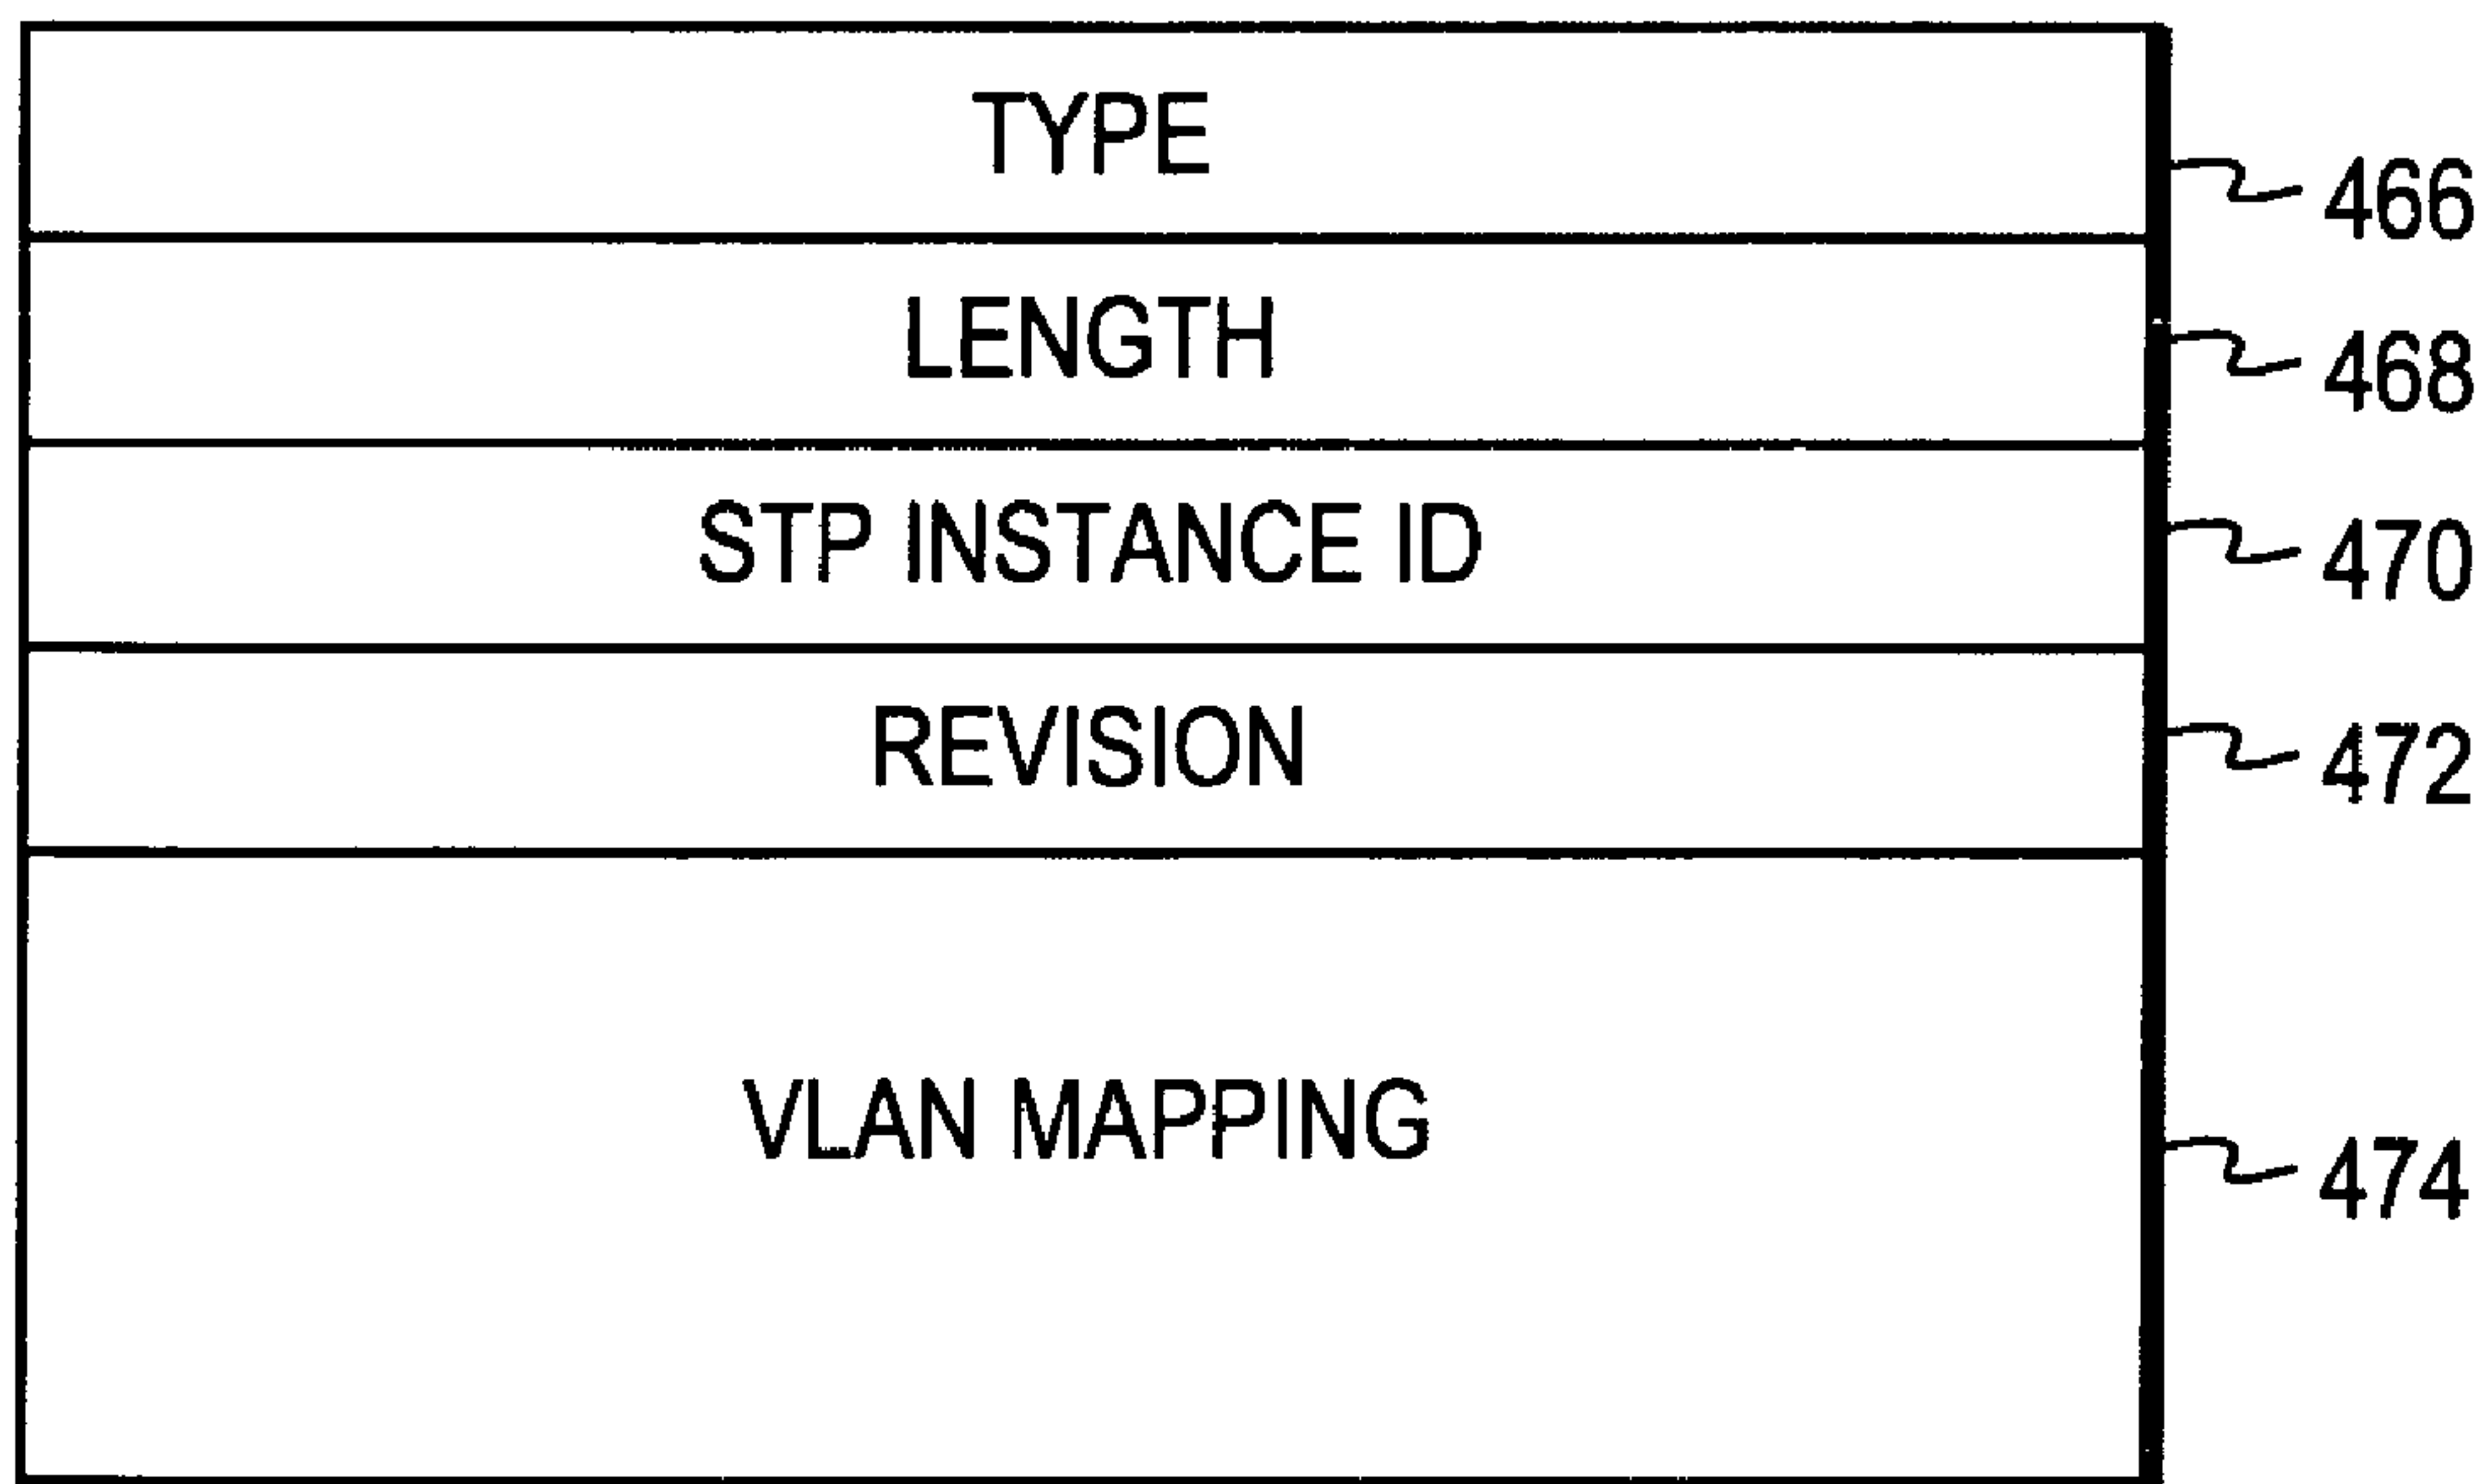 TYPE
466
LENGTH
468
STP INSTANCE ID
470
REVISION
472
VLAN MAPPING
474